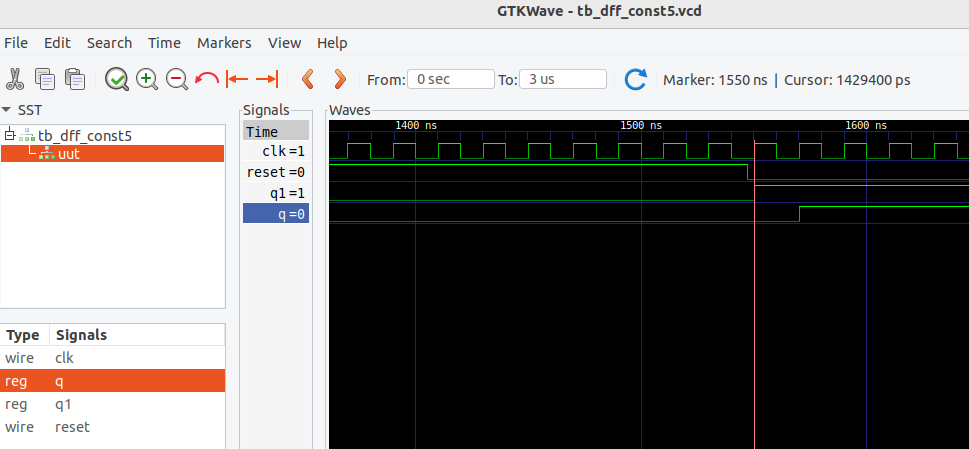 GTKWave - tb_dff_const5.vcd
File Edit Search Time Markers View Help
From: 0 sec To: 3 us Marker: 1550 ns | Cursor: 1429400 ps
SST
tb_dff_const5
uut
Type Signals
wire clk
reg q
reg q1
wire reset
Signals
Time
clk=1
reset=0
q1=1
q=0
Waves
1400 ns 1500 ns 1600 ns